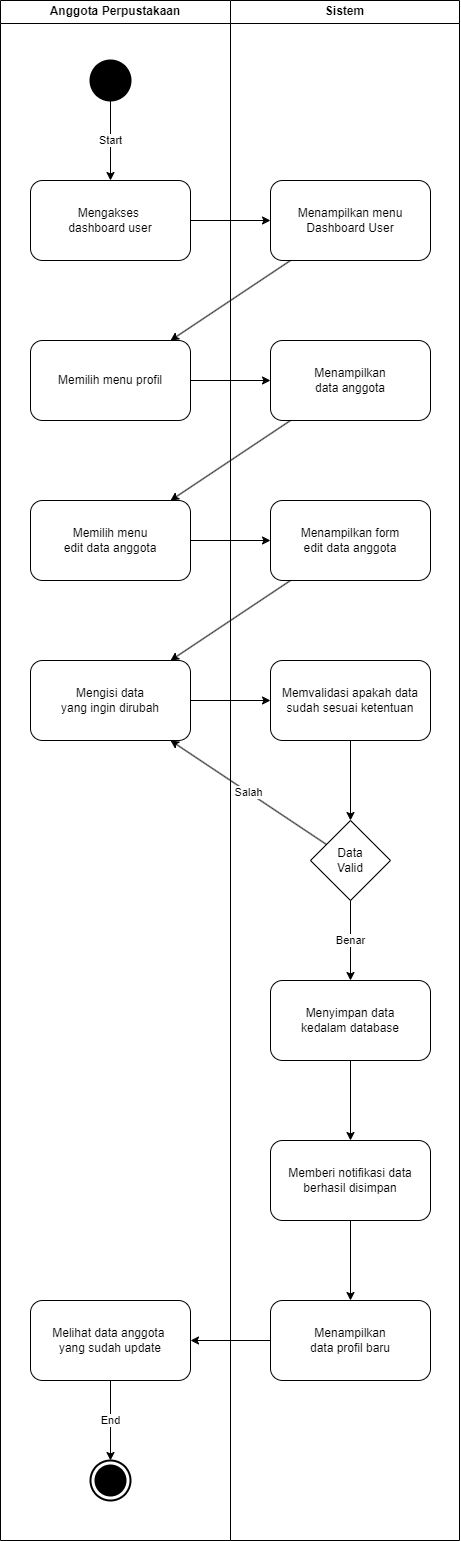 Anggota Perpustakaan
Sistem
Start
Mengakses
dashboard user
Menampilkan menu
Dashboard User
Memilih menu profil
Menampilkan
data anggota
Memilih menu
edit data anggota
Menampilkan form
edit data anggota
Mengisi data
yang ingin dirubah
Memvalidasi apakah data
sudah sesuai ketentuan
Salah
Data
Valid
Benar
Menyimpan data
kedalam database
Memberi notifikasi data
berhasil disimpan
Melihat data anggota
yang sudah update
Menampilkan
data profil baru
End